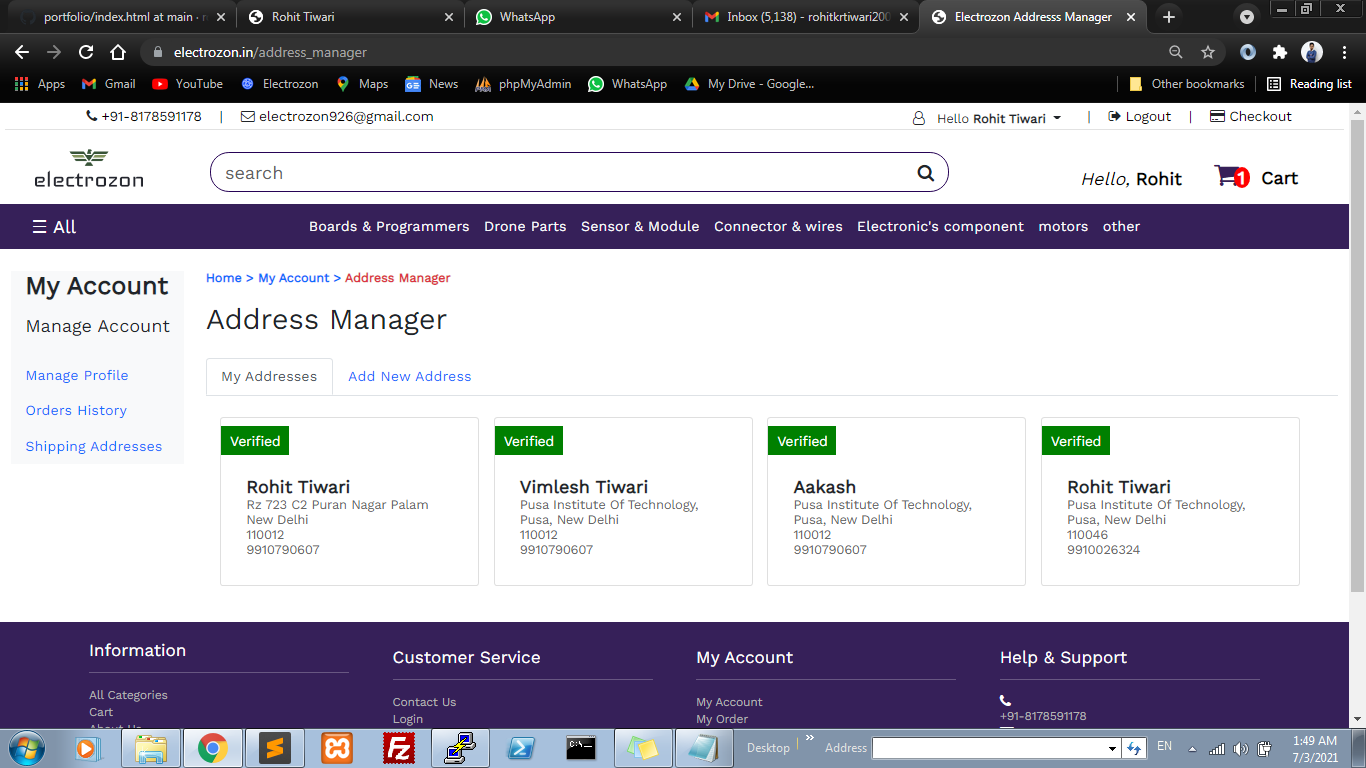 portfolio/index.html at main · r
Rohit Tiwari
WhatsApp
Inbox (5,138) - rohitkrtiwari200
Electrozon Addresss Manager
electrozon.in/address_manager
Apps
Gmail
YouTube
Electrozon
Maps
News
phpMyAdmin
WhatsApp
My Drive - Google...
Other bookmarks
Reading list
+91-8178591178 | electrozon926@gmail.com
Hello Rohit Tiwari | Logout | Checkout
electrozon
search
Hello, Rohit
1 Cart
☰ All
Boards & Programmers Drone Parts Sensor & Module Connector & wires Electronic's component motors other
My Account
Manage Account
Manage Profile
Orders History
Shipping Addresses
Home > My Account > Address Manager
Address Manager
My Addresses
Add New Address
Verified
Rohit Tiwari
Rz 723 C2 Puran Nagar Palam
New Delhi
110012
9910790607
Verified
Vimlesh Tiwari
Pusa Institute Of Technology,
Pusa, New Delhi
110012
9910790607
Verified
Aakash
Pusa Institute Of Technology,
Pusa, New Delhi
110012
9910790607
Verified
Rohit Tiwari
Pusa Institute Of Technology,
Pusa, New Delhi
110046
9910026324
Information
All Categories
Cart
About Us
Customer Service
Contact Us
Login
My Account
My Account
My Order
Help & Support
+91-8178591178
Desktop
Address
EN
1:49 AM
7/3/2021